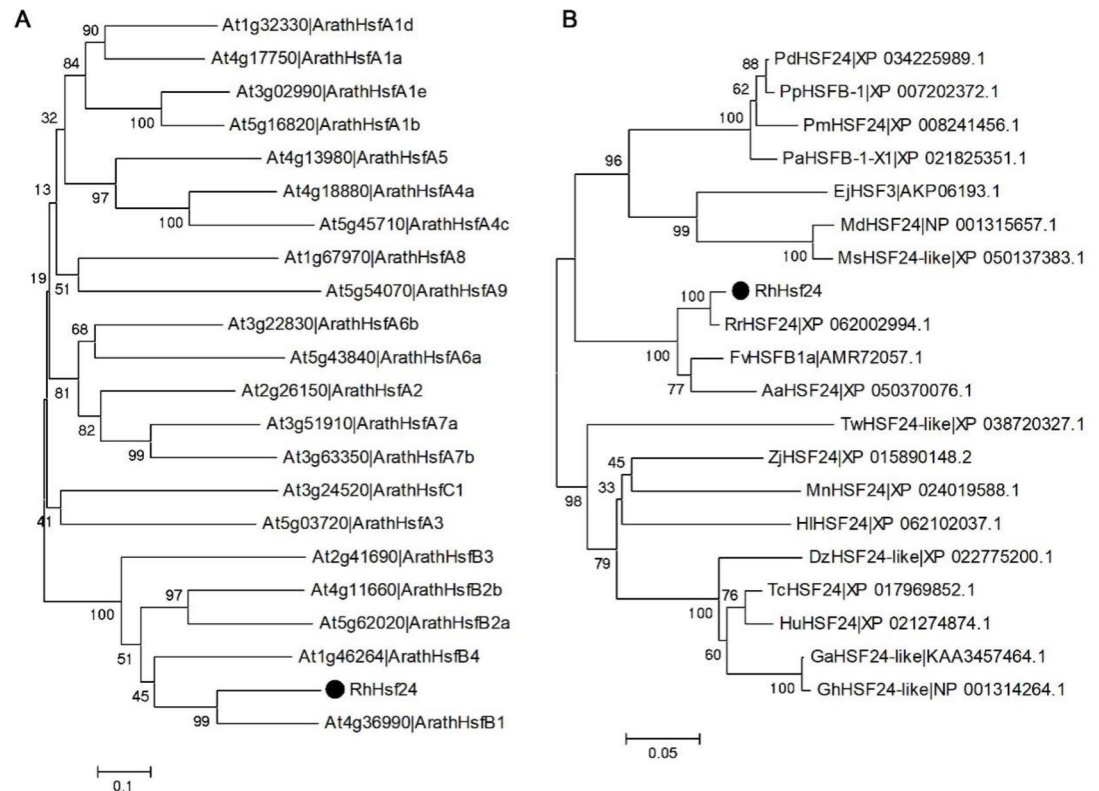 A
90
At1g32330|ArathHsfA1d
84
At4g17750|ArathHsfA1a
At3g02990|ArathHsfA1e
32
100
At5g16820|ArathHsfA1b
At4g13980|ArathHsfA5
13
97
At4g18880|ArathHsfA4a
100
At5g45710|ArathHsfA4c
At1g67970|ArathHsfA8
19
51
At5g54070|ArathHsfA9
68
At3g22830|ArathHsfA6b
At5g43840|ArathHsfA6a
81
At2g26150|ArathHsfA2
82
At3g51910|ArathHsfA7a
99
At3g63350|ArathHsfA7b
At3g24520|ArathHsfC1
41
At5g03720|ArathHsfA3
At2g41690|ArathHsfB3
100
97
At4g11660|ArathHsfB2b
At5g62020|ArathHsfB2a
51
At1g46264|ArathHsfB4
45
RhHsf24
99
At4g36990|ArathHsfB1
0.1
B
88
PdHSF24|XP 034225989.1
62
PpHSFB-1|XP 007202372.1
100
PmHSF24|XP 008241456.1
96
PaHSFB-1-X1|XP 021825351.1
EjHSF3|AKP06193.1
99
MdHSF24|NP 001315657.1
100
MsHSF24-like|XP 050137383.1
100
RhHsf24
RrHSF24|XP 062002994.1
100
FvHSFB1a|AMR72057.1
77
AaHSF24|XP 050370076.1
TwHSF24-like|XP 038720327.1
45
ZjHSF24|XP 015890148.2
33
98
MnHSF24|XP 024019588.1
HlHSF24|XP 062102037.1
79
DzHSF24-like|XP 022775200.1
76
TcHSF24|XP 017969852.1
100
HuHSF24|XP 021274874.1
60
GaHSF24-like|KAA3457464.1
100
GhHSF24-like|NP 001314264.1
0.05